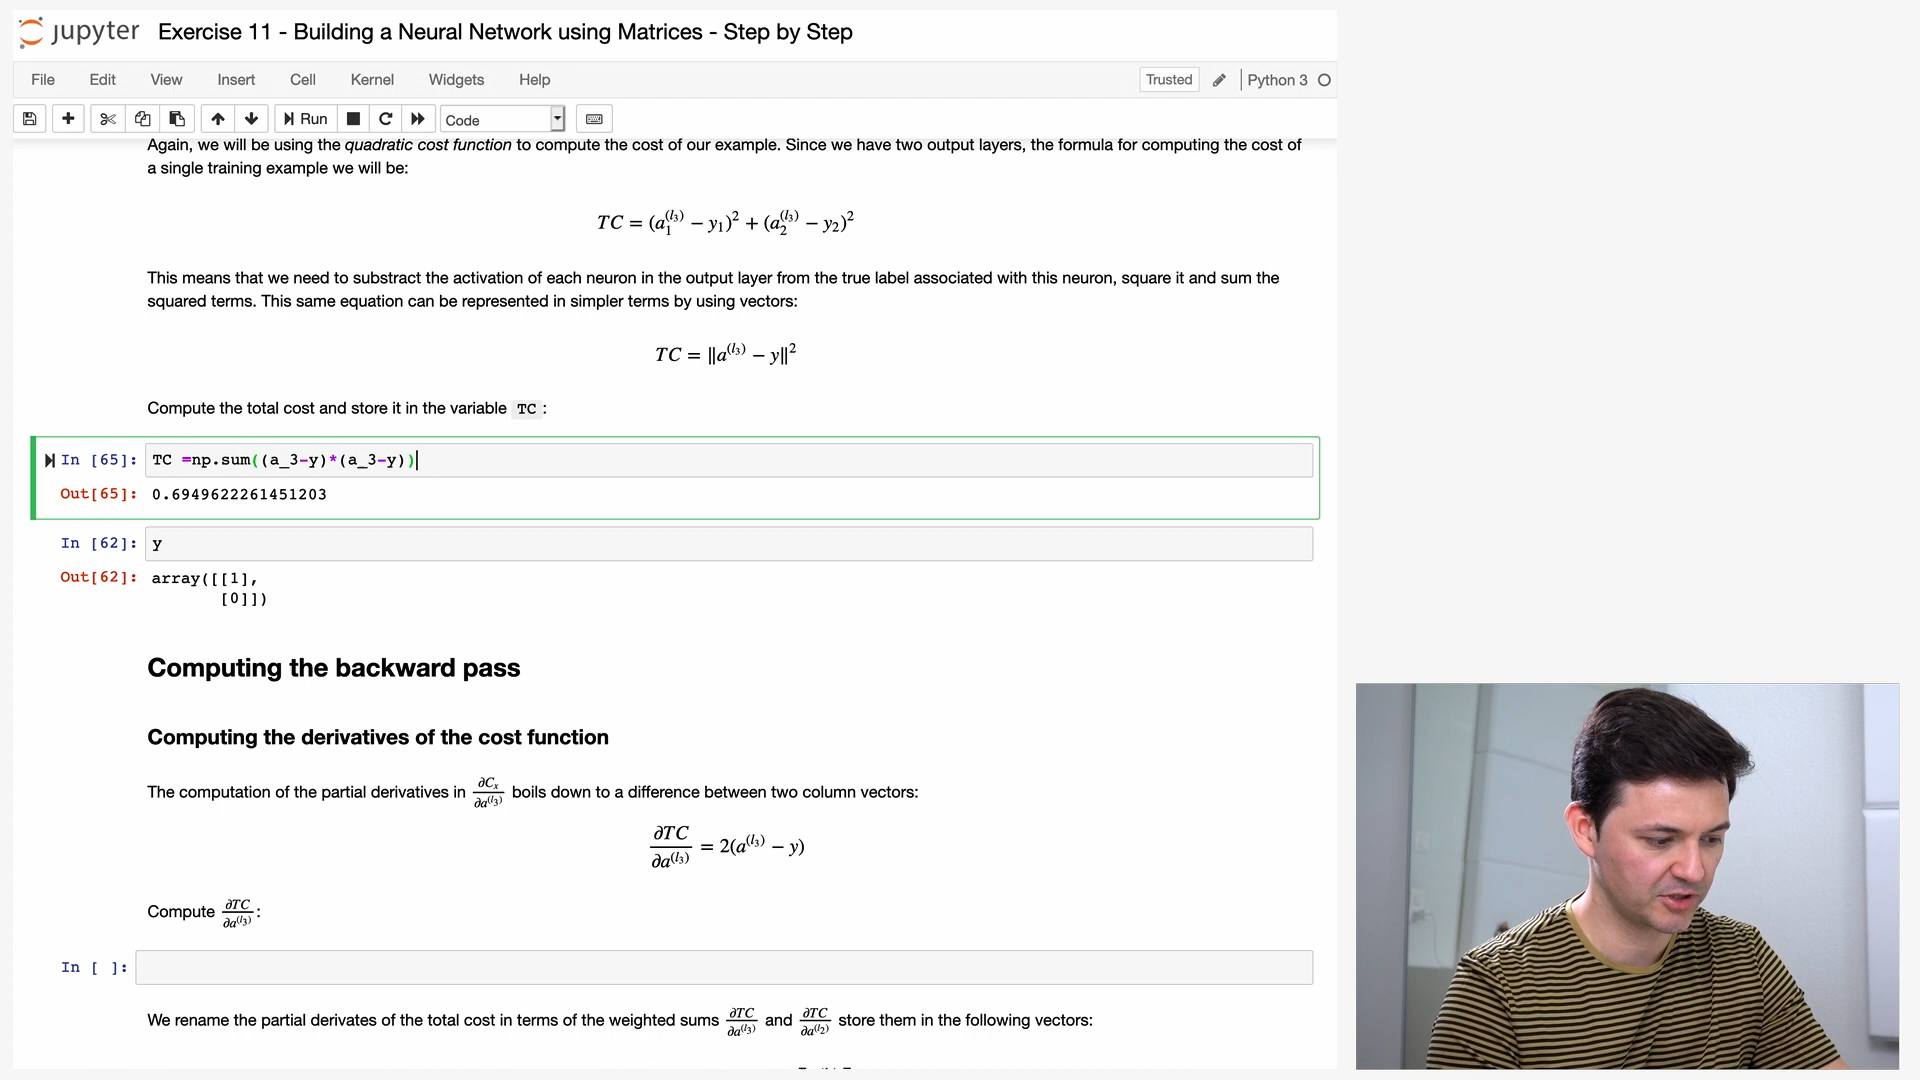 jupyter Exercise 11 - Building a Neural Network using Matrices - Step by Step
File Edit View Insert Cell Kernel Widgets Help Trusted Python 3
Run Code
Again, we will be using the quadratic cost function to compute the cost of our example. Since we have two output layers, the formula for computing the cost of
a single training example we will be:
TC = (a₁^(l₃) − y₁)² + (a₂^(l₃) − y₂)²
This means that we need to substract the activation of each neuron in the output layer from the true label associated with this neuron, square it and sum the
squared terms. This same equation can be represented in simpler terms by using vectors:
TC = ‖a^(l₃) − y‖²
Compute the total cost and store it in the variable TC :
In [65]: TC =np.sum((a_3-y)*(a_3-y))
Out[65]: 0.6949622261451203
In [62]: y
Out[62]: array([[1],
[0]])
Computing the backward pass
Computing the derivatives of the cost function
The computation of the partial derivatives in ∂Cₓ/∂a^(l₃) boils down to a difference between two column vectors:
∂TC/∂a^(l₃) = 2(a^(l₃) − y)
Compute ∂TC/∂a^(l₃):
In [ ]:
We rename the partial derivates of the total cost in terms of the weighted sums ∂TC/∂a^(l₃) and ∂TC/∂a^(l₂) store them in the following vectors: